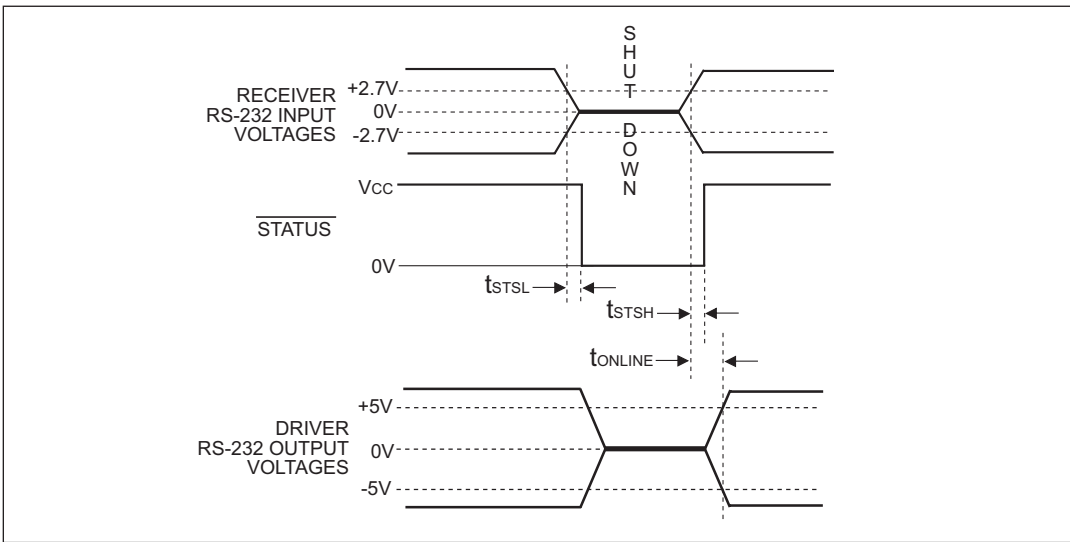 S
H
U
T
D
O
W
N
RECEIVER
RS-232 INPUT
VOLTAGES
+2.7V
0V
-2.7V
VCC
STATUS
0V
tSTSL
tSTSH
tONLINE
DRIVER
RS-232 OUTPUT
VOLTAGES
+5V
0V
-5V